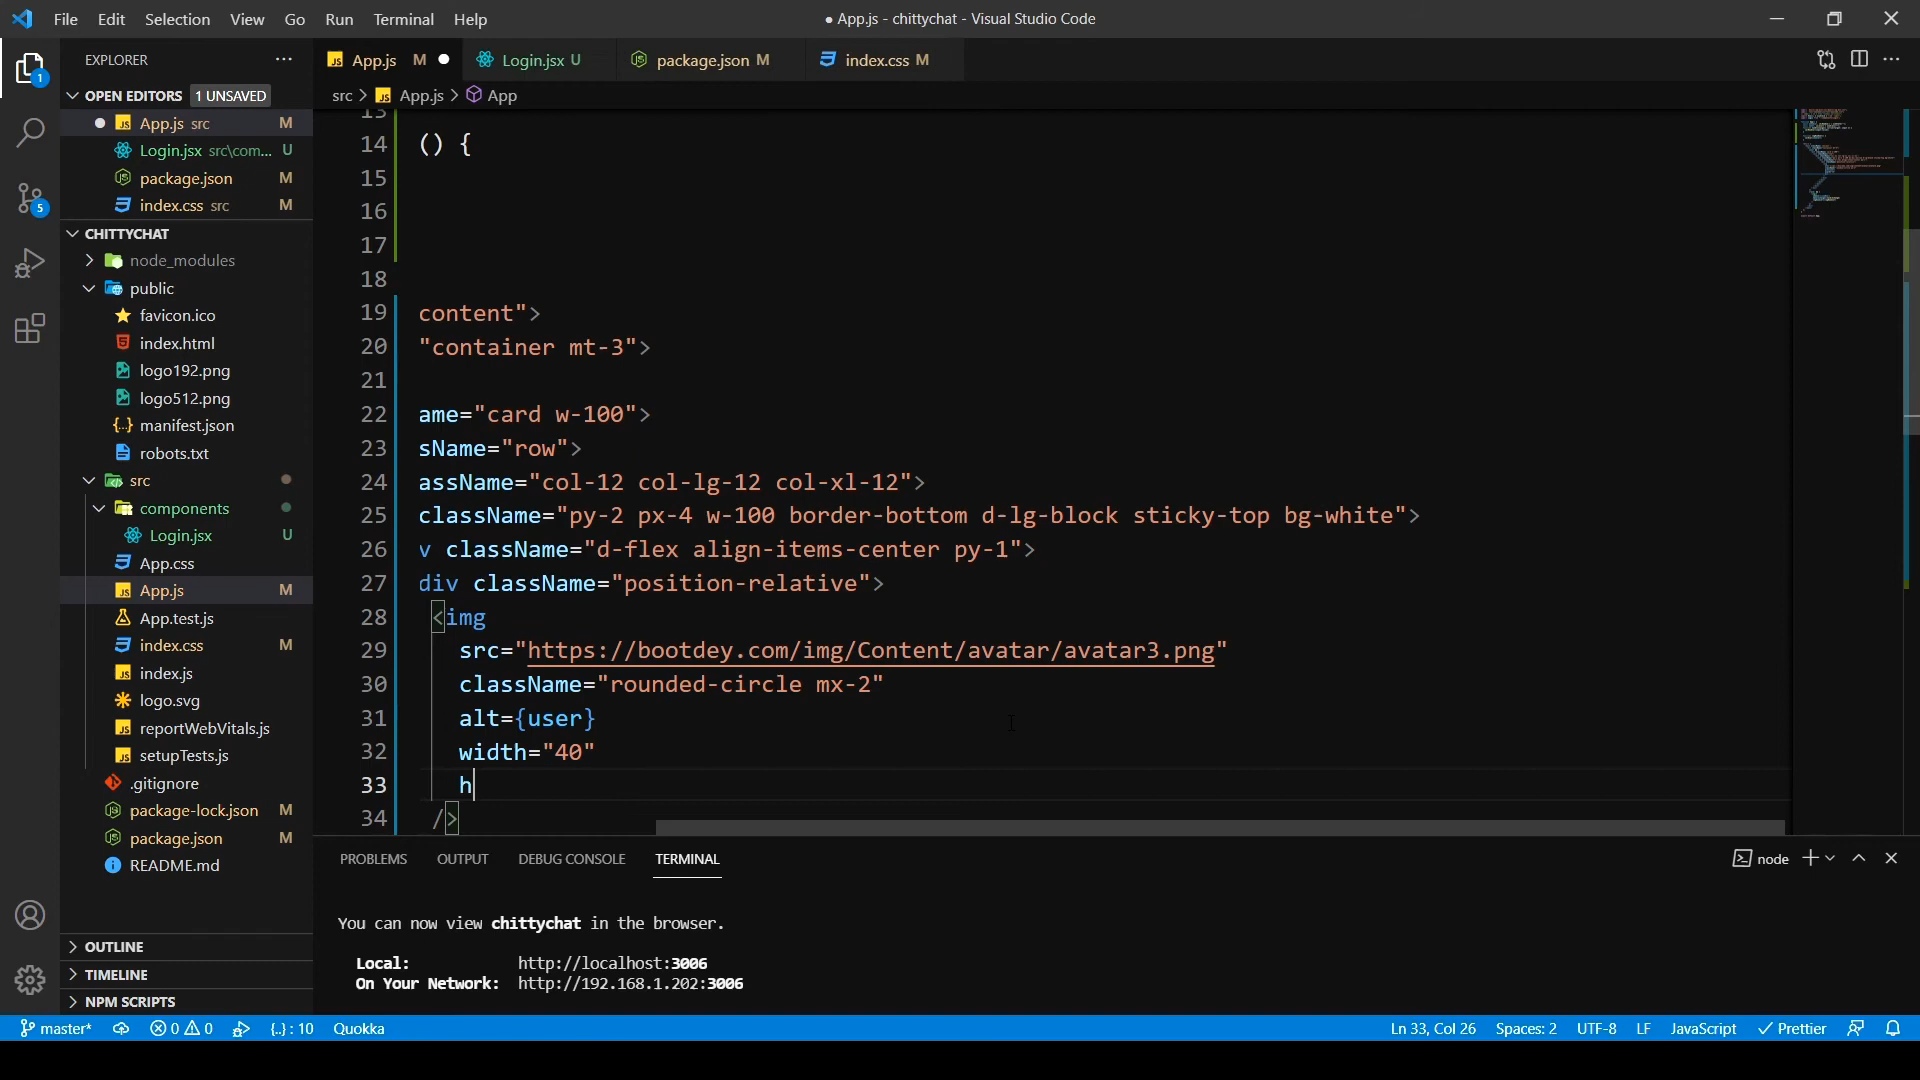 File Edit Selection View Go Run Terminal Help
● App.js - chittychat - Visual Studio Code
EXPLORER
App.js M
Login.jsx U
package.json M
index.css M
OPEN EDITORS 1 UNSAVED
App.js src M
Login.jsx src\com... U
package.json M
index.css src M
CHITTYCHAT
node_modules
public
favicon.ico
index.html
logo192.png
logo512.png
manifest.json
robots.txt
src
components
Login.jsx U
App.css
App.js M
App.test.js
index.css M
index.js
logo.svg
reportWebVitals.js
setupTests.js
.gitignore
package-lock.json M
package.json M
README.md
OUTLINE
TIMELINE
NPM SCRIPTS
src > App.js > App
13
14 () {
15
16
17
18
19 content">
20 "container mt-3">
21
22 ame="card w-100">
23 sName="row">
24 assName="col-12 col-lg-12 col-xl-12">
25 className="py-2 px-4 w-100 border-bottom d-lg-block sticky-top bg-white">
26 v className="d-flex align-items-center py-1">
27 div className="position-relative">
28 <img
29 src="https://bootdey.com/img/Content/avatar/avatar3.png"
30 className="rounded-circle mx-2"
31 alt={user}
32 width="40"
33 h
34 />
PROBLEMS OUTPUT DEBUG CONSOLE TERMINAL
node
You can now view chittychat in the browser.
Local: http://localhost:3006
On Your Network: http://192.168.1.202:3006
master* 0 0 {..} : 10 Quokka
Ln 33, Col 26 Spaces: 2 UTF-8 LF JavaScript Prettier
1
5